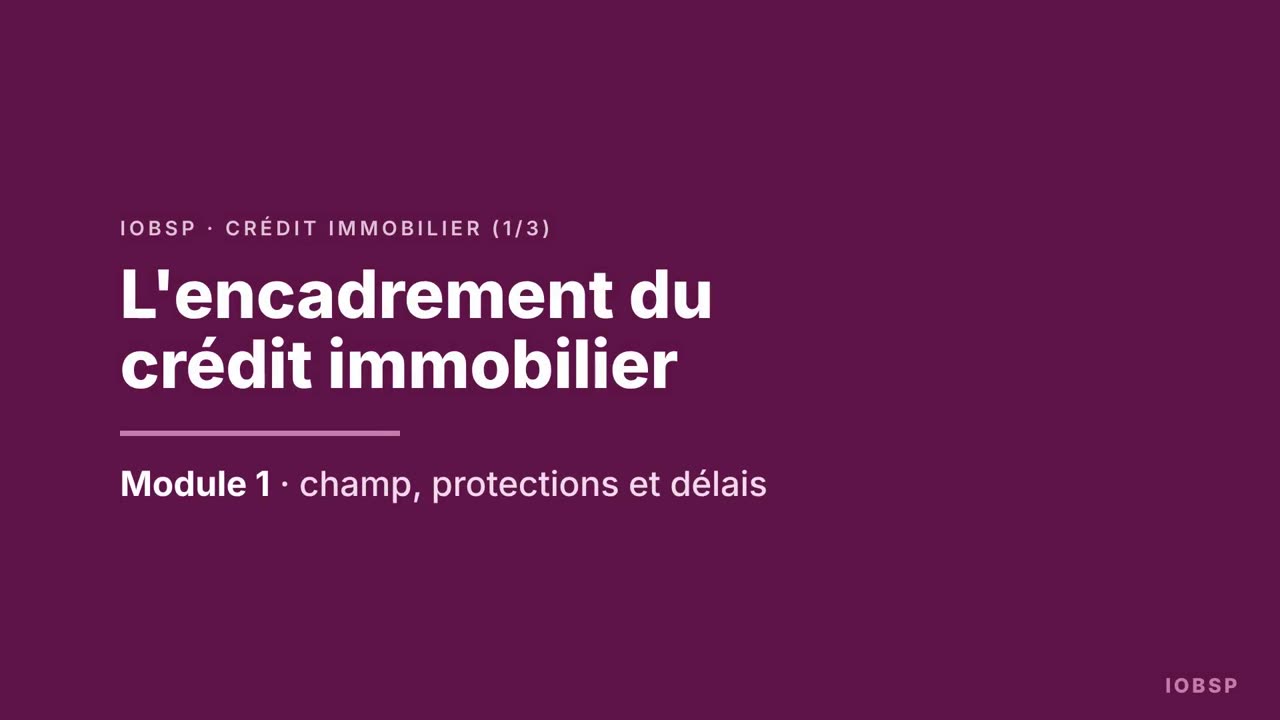 IOBSP · CRÉDIT IMMOBILIER (1/3)
L'encadrement du
crédit immobilier
Module 1 · champ, protections et délais
IOBSP